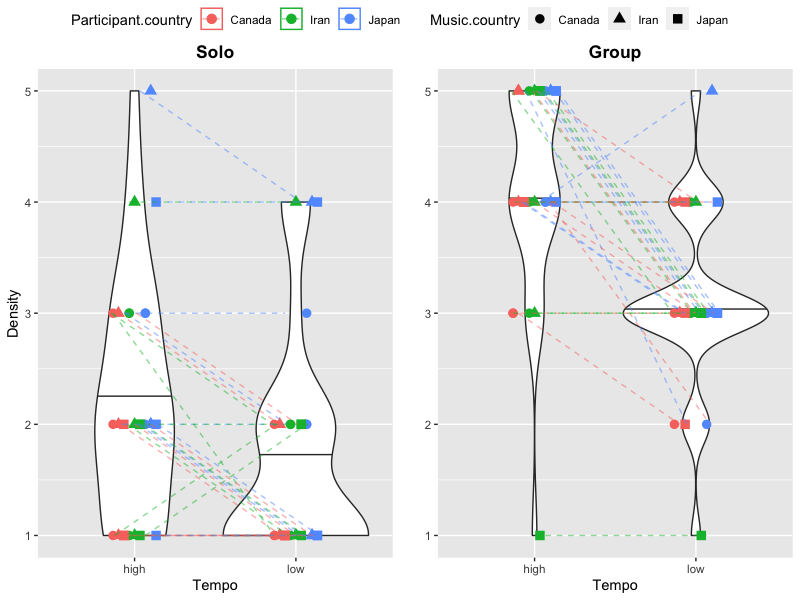 Participant.country Canada Iran Japan Music.country Canada Iran Japan
Solo Group
5 5
4 4
3 3
2 2
1 1
Density
high low high low
Tempo Tempo